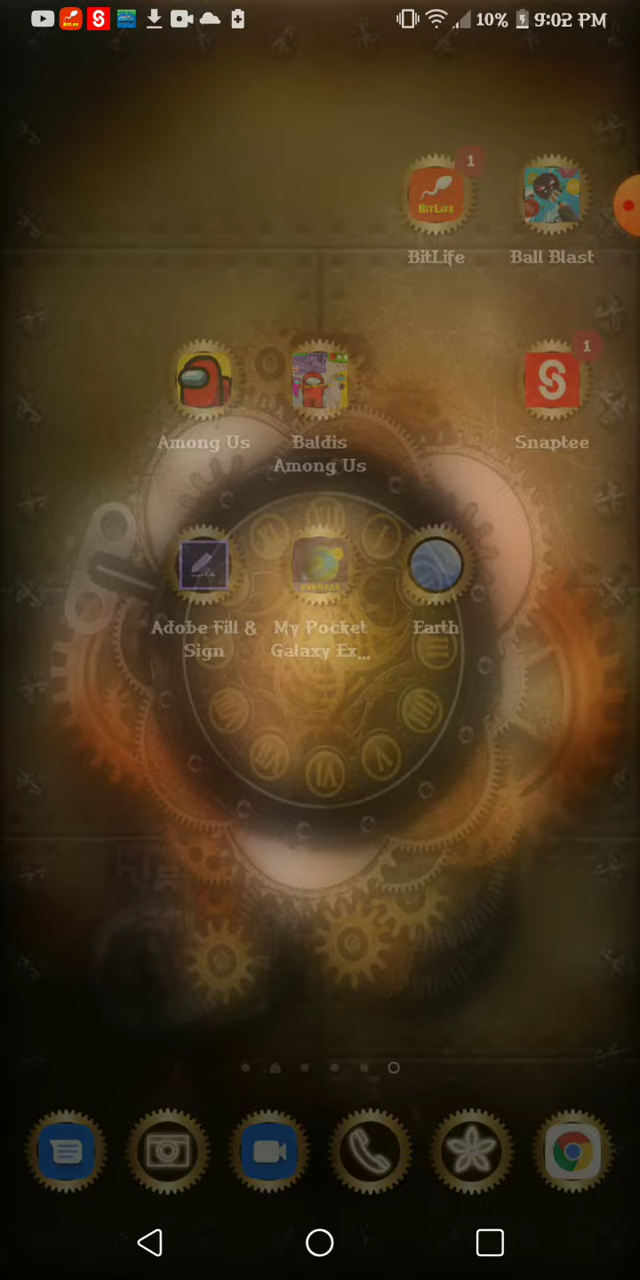 10% 9:02 PM
1
BITLIFE
BitLife
Ball Blast
1
Among Us
Baldis
Among Us
Snaptee
Adobe Fill &
Sign
My Pocket
Galaxy Ex...
Earth